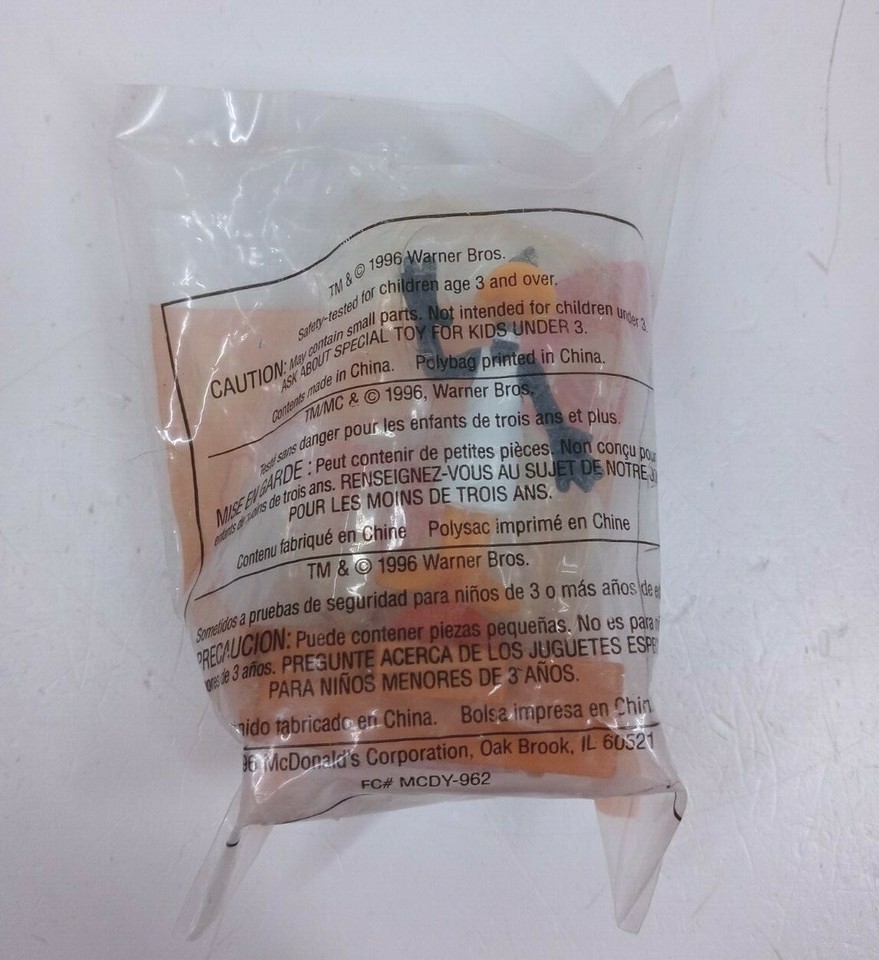 TM & © 1996 Warner Bros.
Safety-tested for children age 3 and over.
CAUTION: May contain small parts. Not intended for children under 3.
ASK ABOUT SPECIAL TOY FOR KIDS UNDER 3.
Contents made in China. Polybag printed in China.
TM/MC & © 1996, Warner Bros.
Testé sans danger pour les enfants de trois ans et plus.
MISE EN GARDE : Peut contenir de petites pièces. Non conçu pour
enfants de moins de trois ans. RENSEIGNEZ-VOUS AU SUJET DE NOTRE
POUR LES MOINS DE TROIS ANS.
Contenu fabriqué en Chine Polysac imprimé en Chine
TM & © 1996 Warner Bros.
Sometidos a pruebas de seguridad para niños de 3 o más años de
PRECAUCION: Puede contener piezas pequeñas. No es para
de 3 años. PREGUNTE ACERCA DE LOS JUGUETES ESPE
PARA NIÑOS MENORES DE 3 AÑOS.
nido fabricado en China. Bolsa impresa en Chin
96 McDonald's Corporation, Oak Brook, IL 60521
FC# MCDY-962